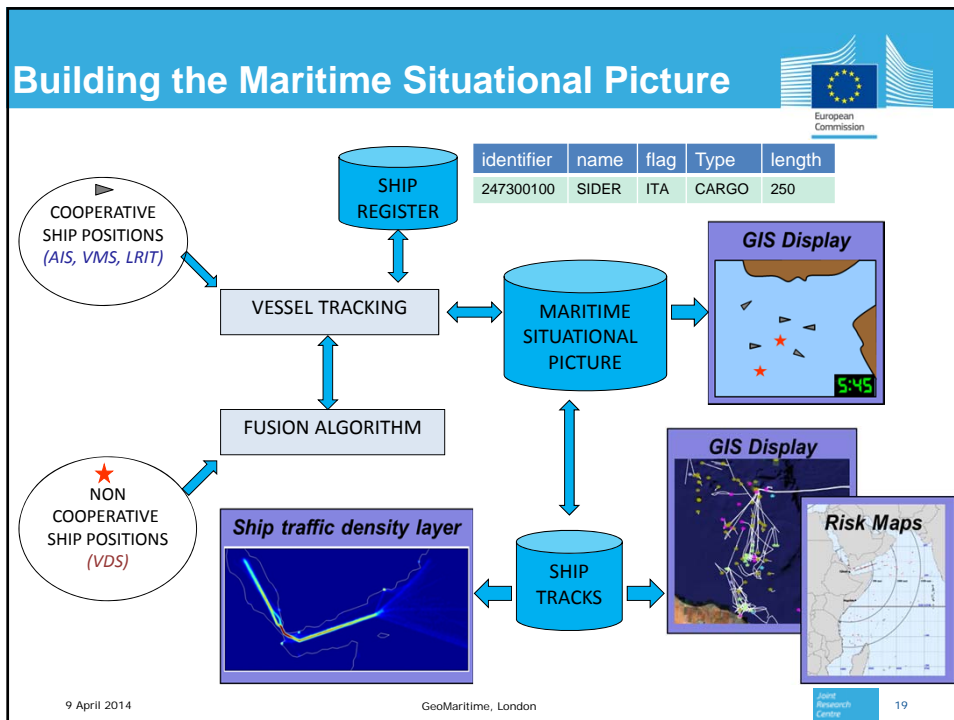 Building the Maritime Situational Picture
European
Commission
identifier name flag Type length
247300100 SIDER ITA CARGO 250
SHIP
REGISTER
COOPERATIVE
SHIP POSITIONS
(AIS, VMS, LRIT)
VESSEL TRACKING
MARITIME
SITUATIONAL
PICTURE
GIS Display
5:45
FUSION ALGORITHM
NON
COOPERATIVE
SHIP POSITIONS
(VDS)
Ship traffic density layer
SHIP
TRACKS
GIS Display
Risk Maps
9 April 2014
GeoMaritime, London
Joint
Research
Centre
19